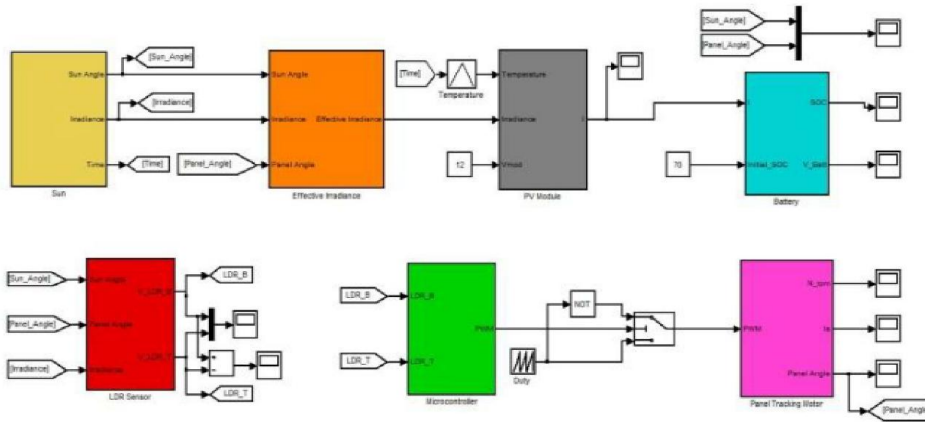 [Sun_Angle]
[Panel_Angle]
[Sun_Angle]
Sun Angle
Irradiance
Time
Sun
[Irradiance]
[Time]
[Panel_Angle]
Sun Angle
Irradiance
Panel Angle
Effective Irradiance
Effective Irradiance
[Time]
Temperature
12
Temperature
Irradiance
Vmod
I
PV Module
70
I
Initial_SOC
SOC
V_Batt
Battery
[Sun_Angle]
[Panel_Angle]
[Irradiance]
Sun Angle
Panel Angle
Irradiance
V_LDR_B
V_LDR_T
LDR Sensor
LDR_B
LDR_T
LDR_B
LDR_T
LDR_B
LDR_T
PWM
Microcontroller
NOT
Duty
PWM
N_rpm
Ia
Panel Angle
Panel Tracking Motor
[Panel_Angle